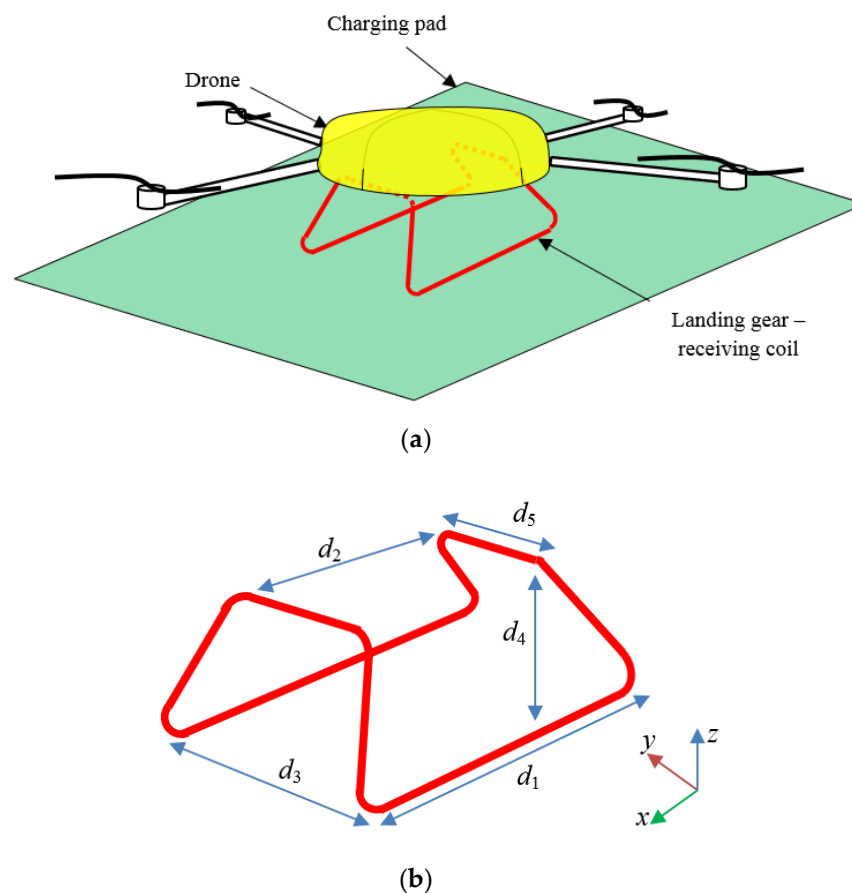 Charging pad
Drone
Landing gear –
receiving coil
(a)
d5
d2
d4
z
y
d3
d1
x
(b)